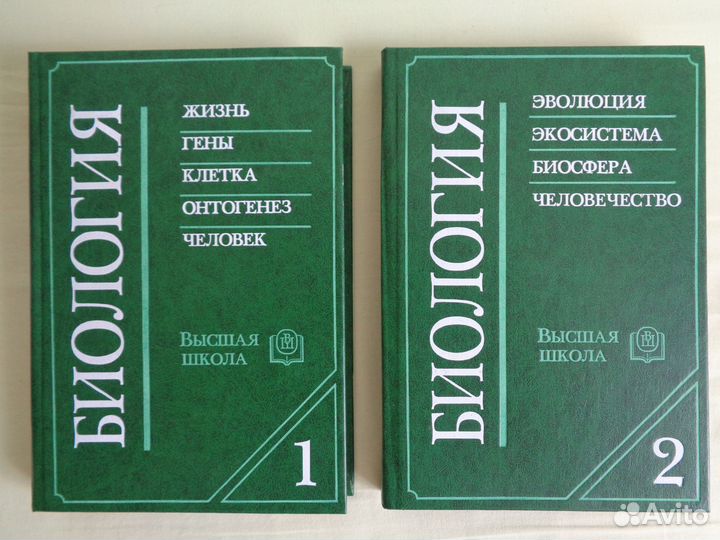 БИОЛОГИЯ
ЖИЗНЬ
ГЕНЫ
КЛЕТКА
ОНТОГЕНЕЗ
ЧЕЛОВЕК
ВЫСШАЯ
ШКОЛА
1
БИОЛОГИЯ
ЭВОЛЮЦИЯ
ЭКОСИСТЕМА
БИОСФЕРА
ЧЕЛОВЕЧЕСТВО
ВЫСШАЯ
ШКОЛА
2
Avito